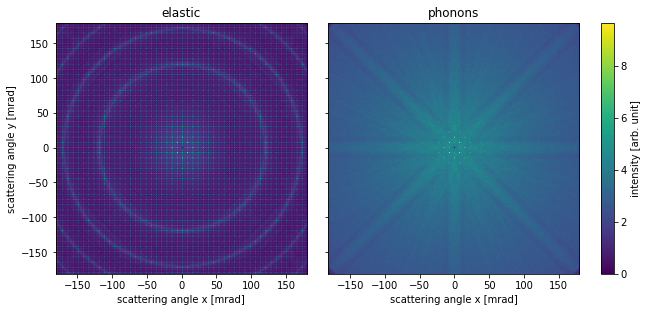 elastic
phonons
150
100
50
0
−50
−100
−150
scattering angle y [mrad]
−150 −100 −50 0 50 100 150
scattering angle x [mrad]
−150 −100 −50 0 50 100 150
scattering angle x [mrad]
8
6
4
2
0
intensity [arb. unit]